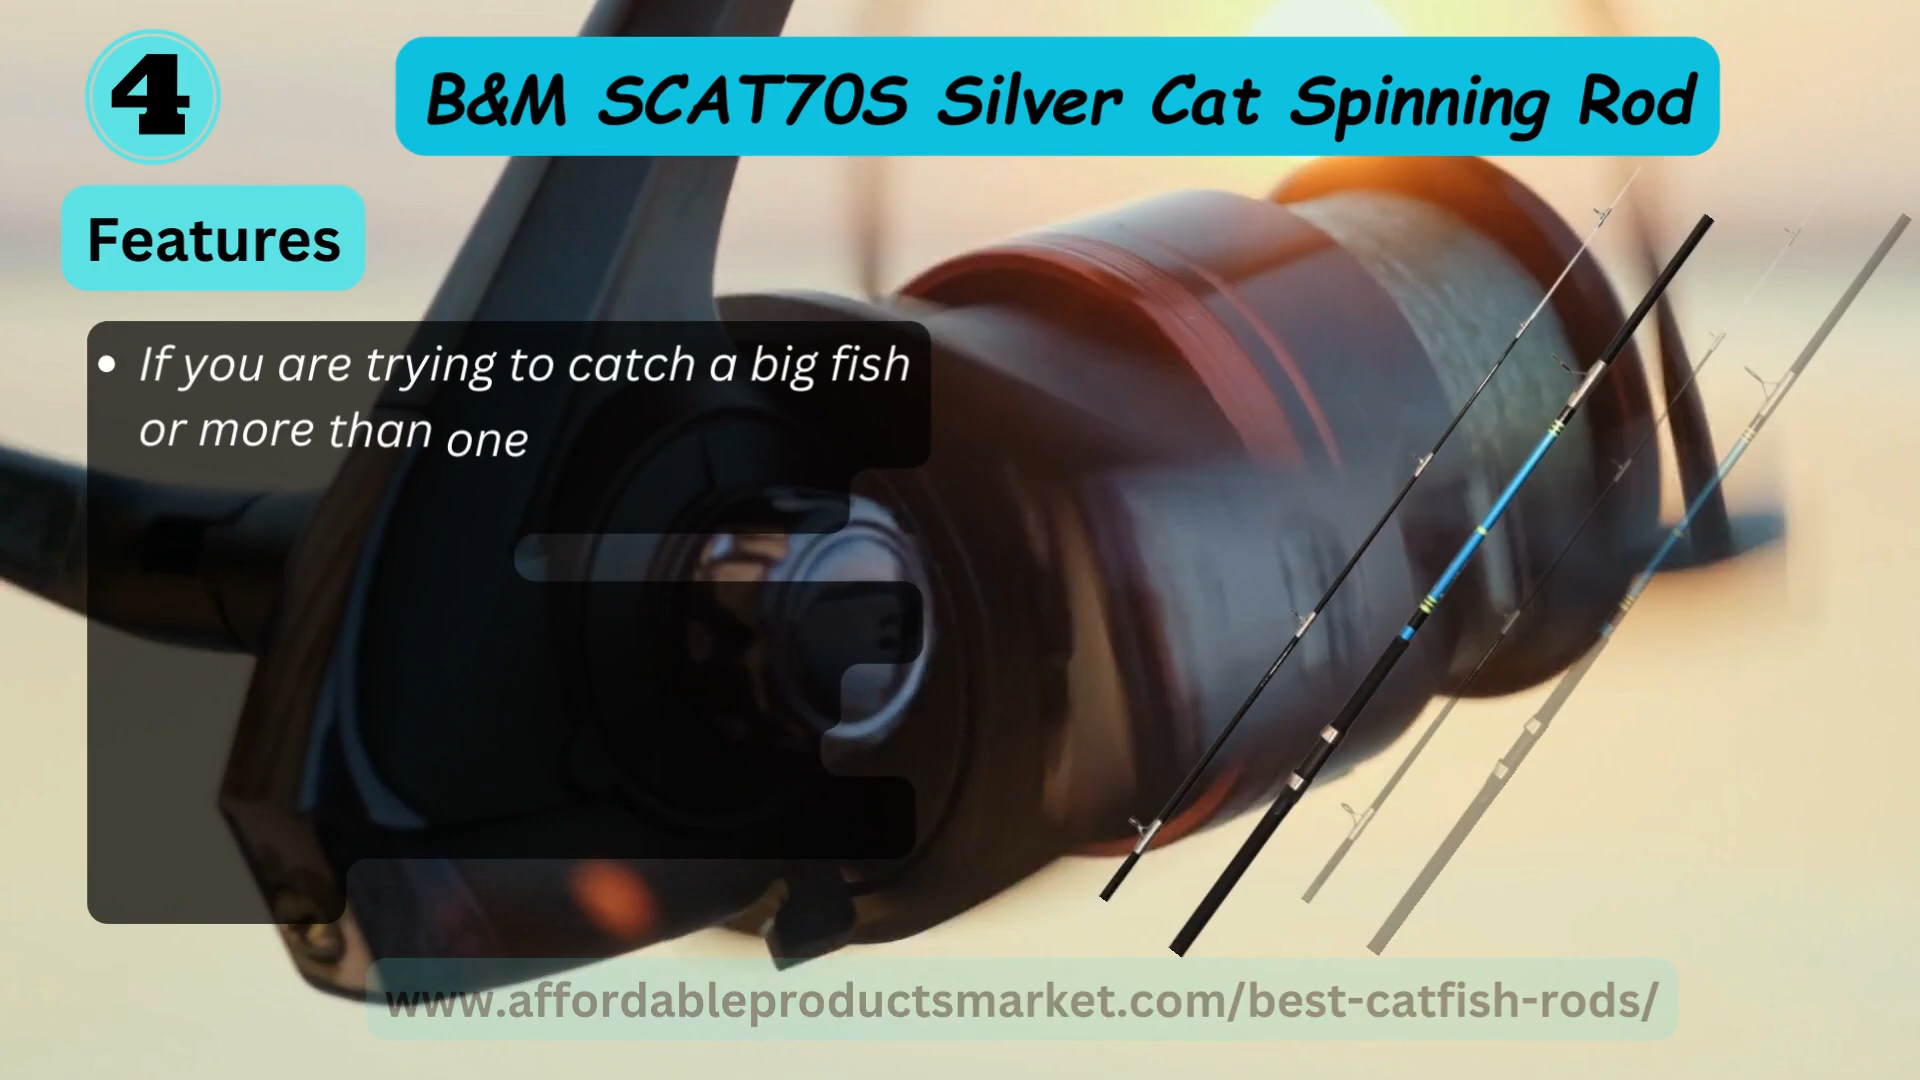 4
B&M SCAT70S Silver Cat Spinning Rod
Features
• If you are trying to catch a big fish
or more than one
www.affordableproductsmarket.com/best-catfish-rods/